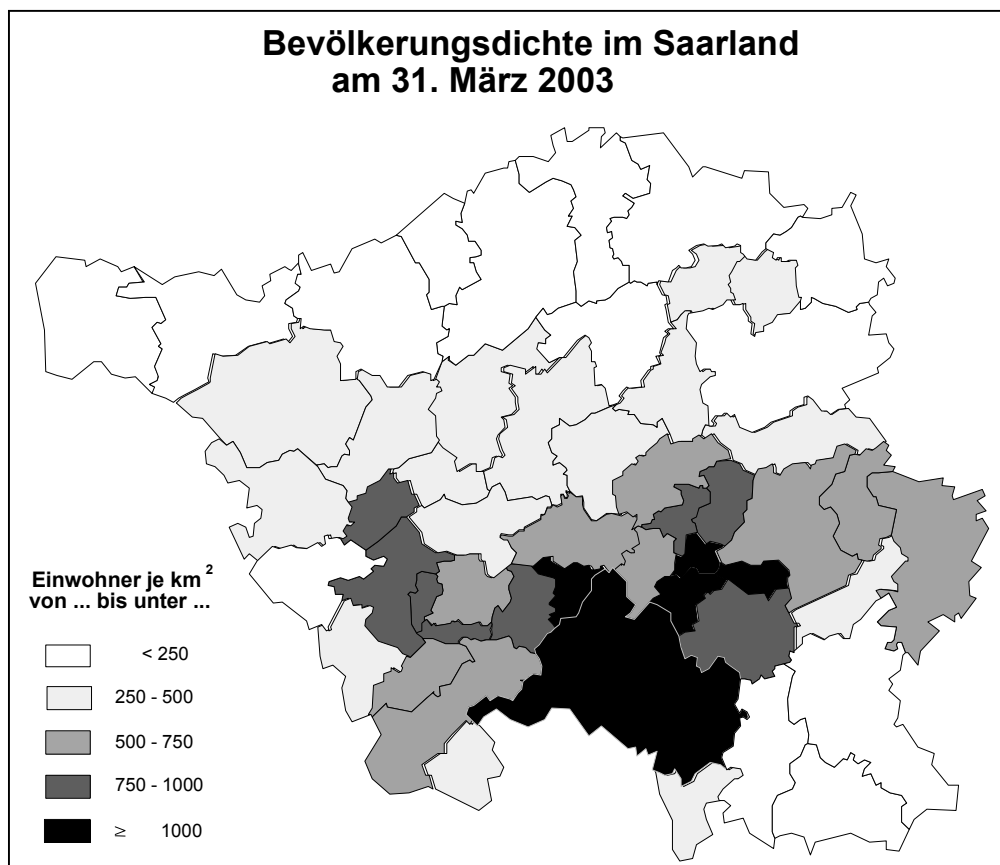 Bevölkerungsdichte im Saarland
am 31. März 2003
Einwohner je km²
von ... bis unter ...
< 250
250 - 500
500 - 750
750 - 1000
≥ 1000